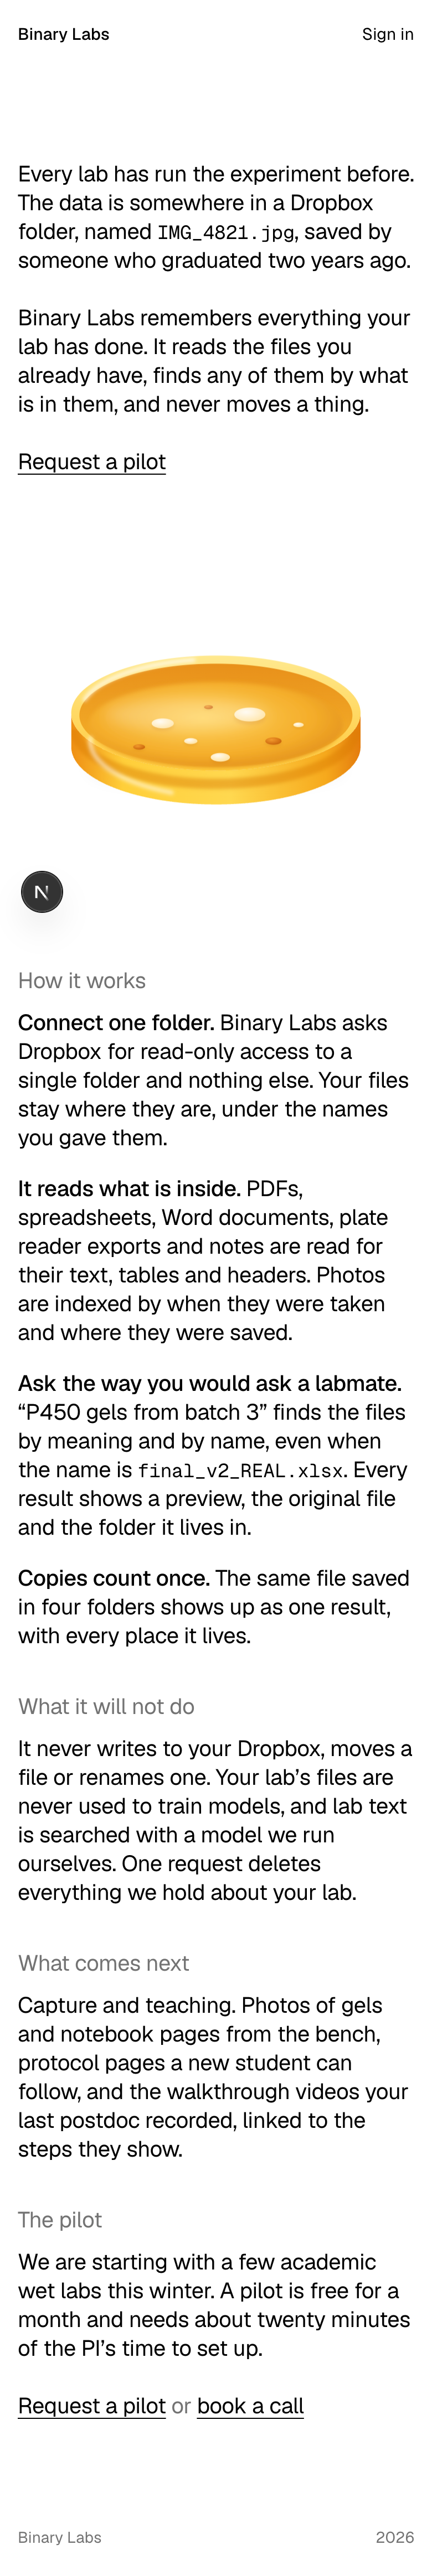 Binary Labs
Sign in
Every lab has run the experiment before.
The data is somewhere in a Dropbox
folder, named IMG_4821.jpg, saved by
someone who graduated two years ago.
Binary Labs remembers everything your
lab has done. It reads the files you
already have, finds any of them by what
is in them, and never moves a thing.
Request a pilot
N
How it works
Connect one folder. Binary Labs asks
Dropbox for read-only access to a
single folder and nothing else. Your files
stay where they are, under the names
you gave them.
It reads what is inside. PDFs,
spreadsheets, Word documents, plate
reader exports and notes are read for
their text, tables and headers. Photos
are indexed by when they were taken
and where they were saved.
Ask the way you would ask a labmate.
“P450 gels from batch 3” finds the files
by meaning and by name, even when
the name is final_v2_REAL.xlsx. Every
result shows a preview, the original file
and the folder it lives in.
Copies count once. The same file saved
in four folders shows up as one result,
with every place it lives.
What it will not do
It never writes to your Dropbox, moves a
file or renames one. Your lab’s files are
never used to train models, and lab text
is searched with a model we run
ourselves. One request deletes
everything we hold about your lab.
What comes next
Capture and teaching. Photos of gels
and notebook pages from the bench,
protocol pages a new student can
follow, and the walkthrough videos your
last postdoc recorded, linked to the
steps they show.
The pilot
We are starting with a few academic
wet labs this winter. A pilot is free for a
month and needs about twenty minutes
of the PI’s time to set up.
Request a pilot or book a call
Binary Labs
2026